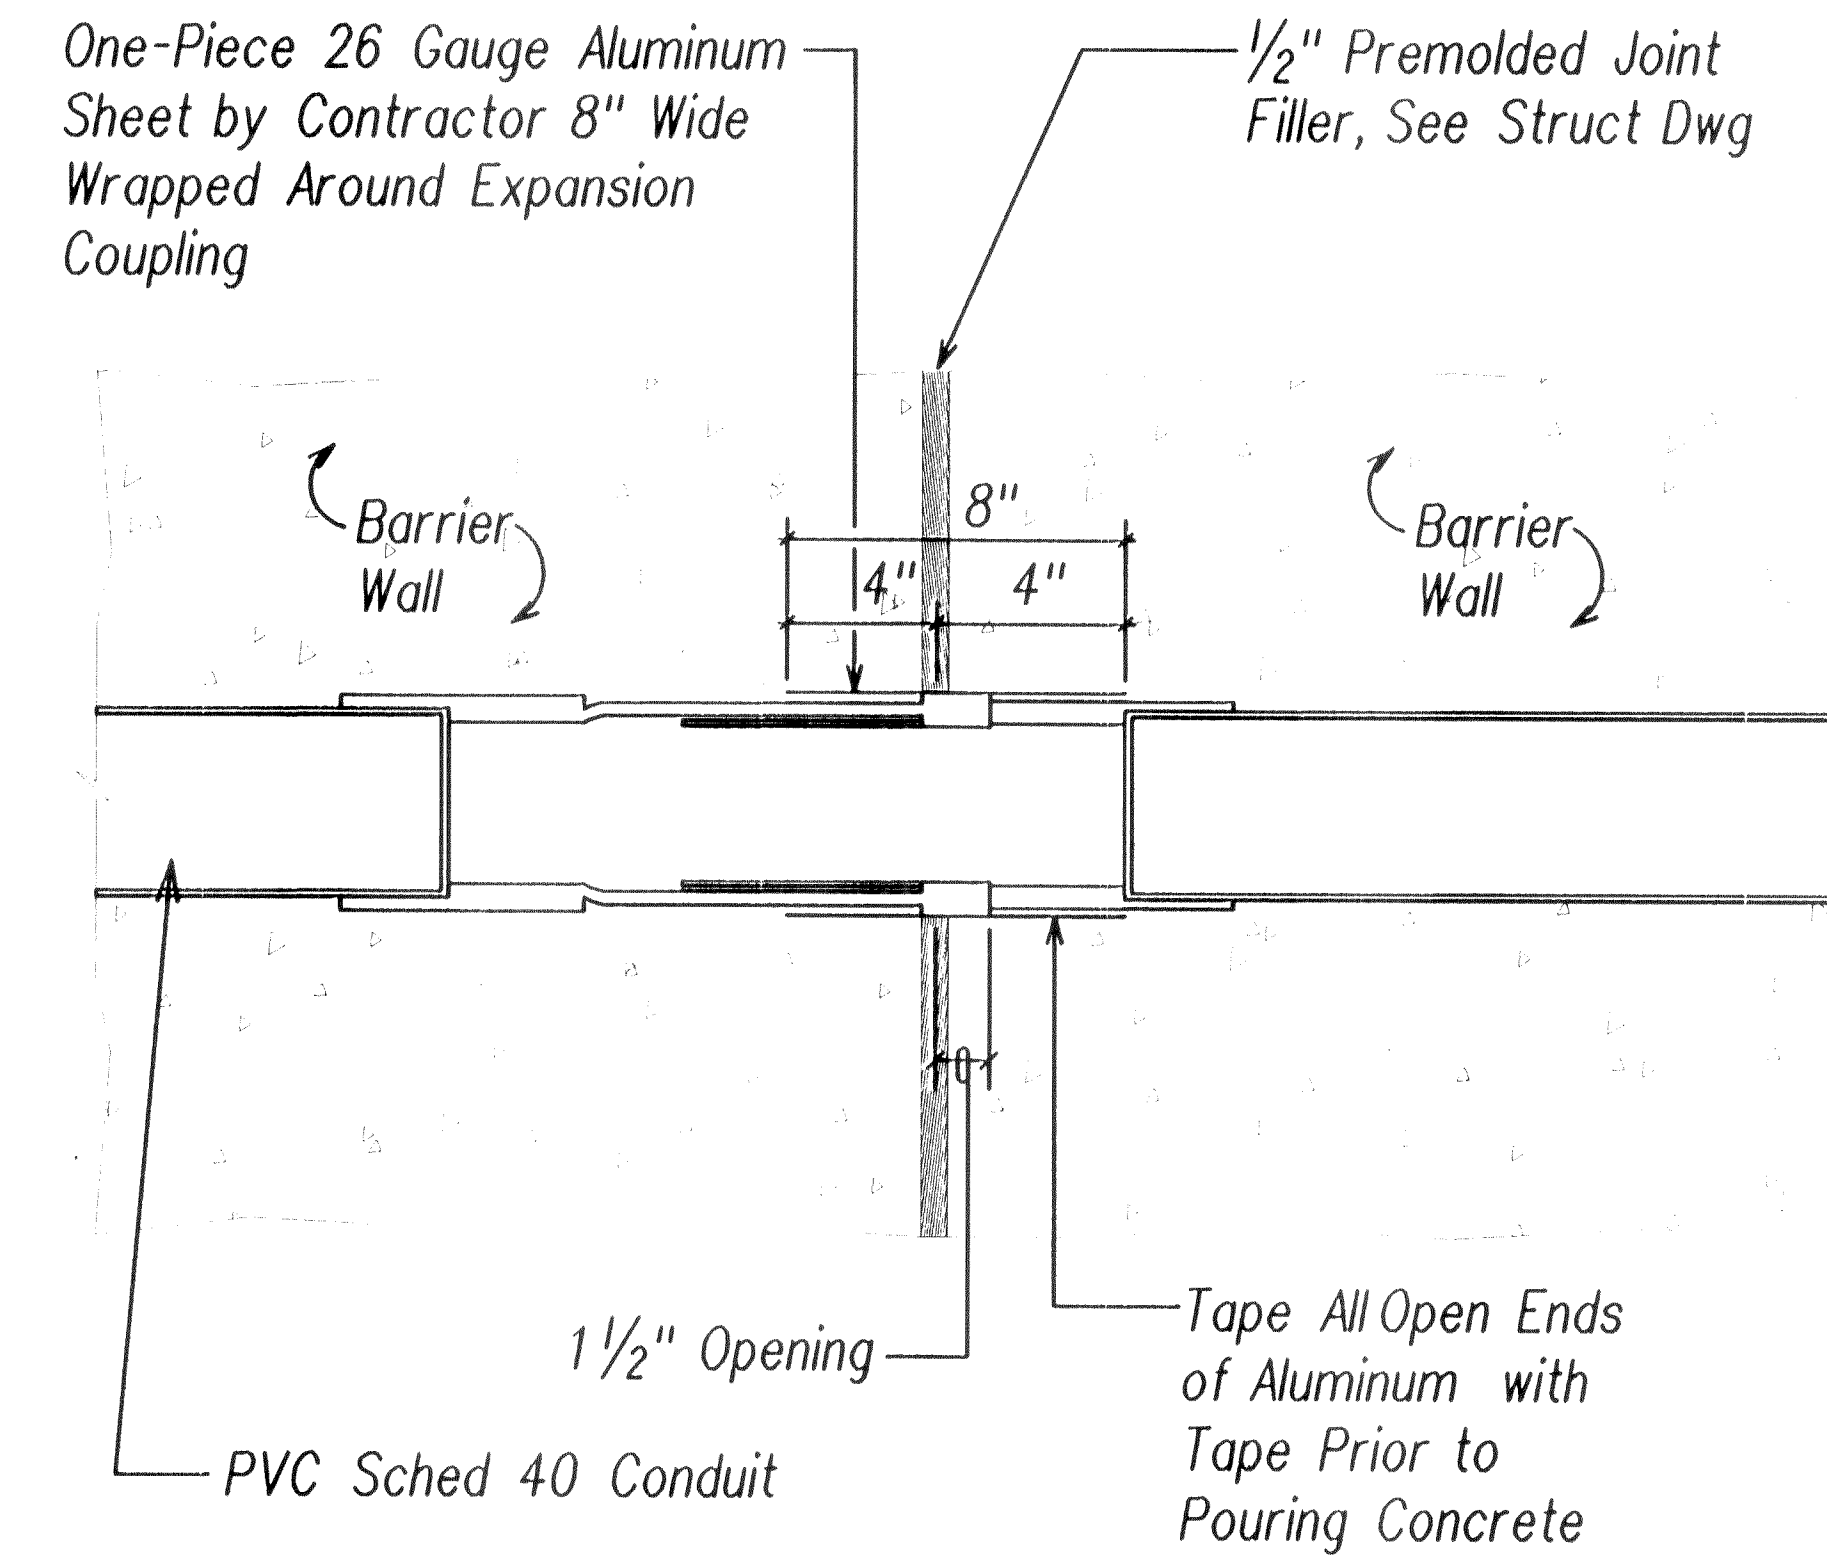 One-Piece 26 Gauge Aluminum
Sheet by Contractor 8" Wide
Wrapped Around Expansion
Coupling
½" Premolded Joint
Filler, See Struct Dwg
Barrier
Wall
8"
4"
4"
Barrier
Wall
1 ½" Opening
PVC Sched 40 Conduit
Tape All Open Ends
of Aluminum with
Tape Prior to
Pouring Concrete